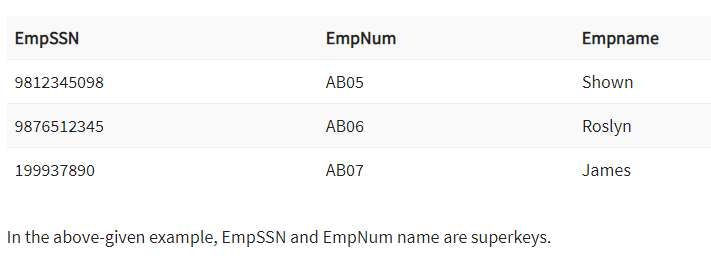 EmpSSN EmpNum Empname
9812345098 AB05 Shown
9876512345 AB06 Roslyn
199937890 AB07 James
In the above-given example, EmpSSN and EmpNum name are superkeys.